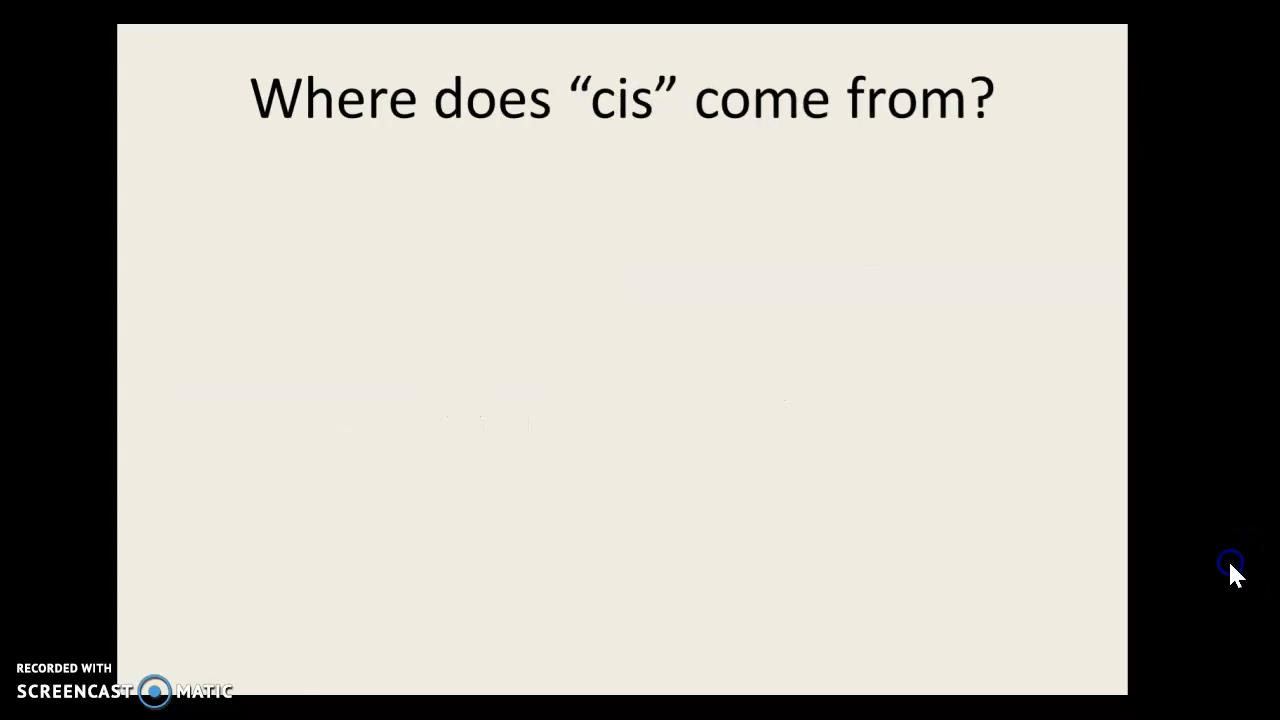 Where does “cis” come from?
RECORDED WITH
SCREENCAST MATIC